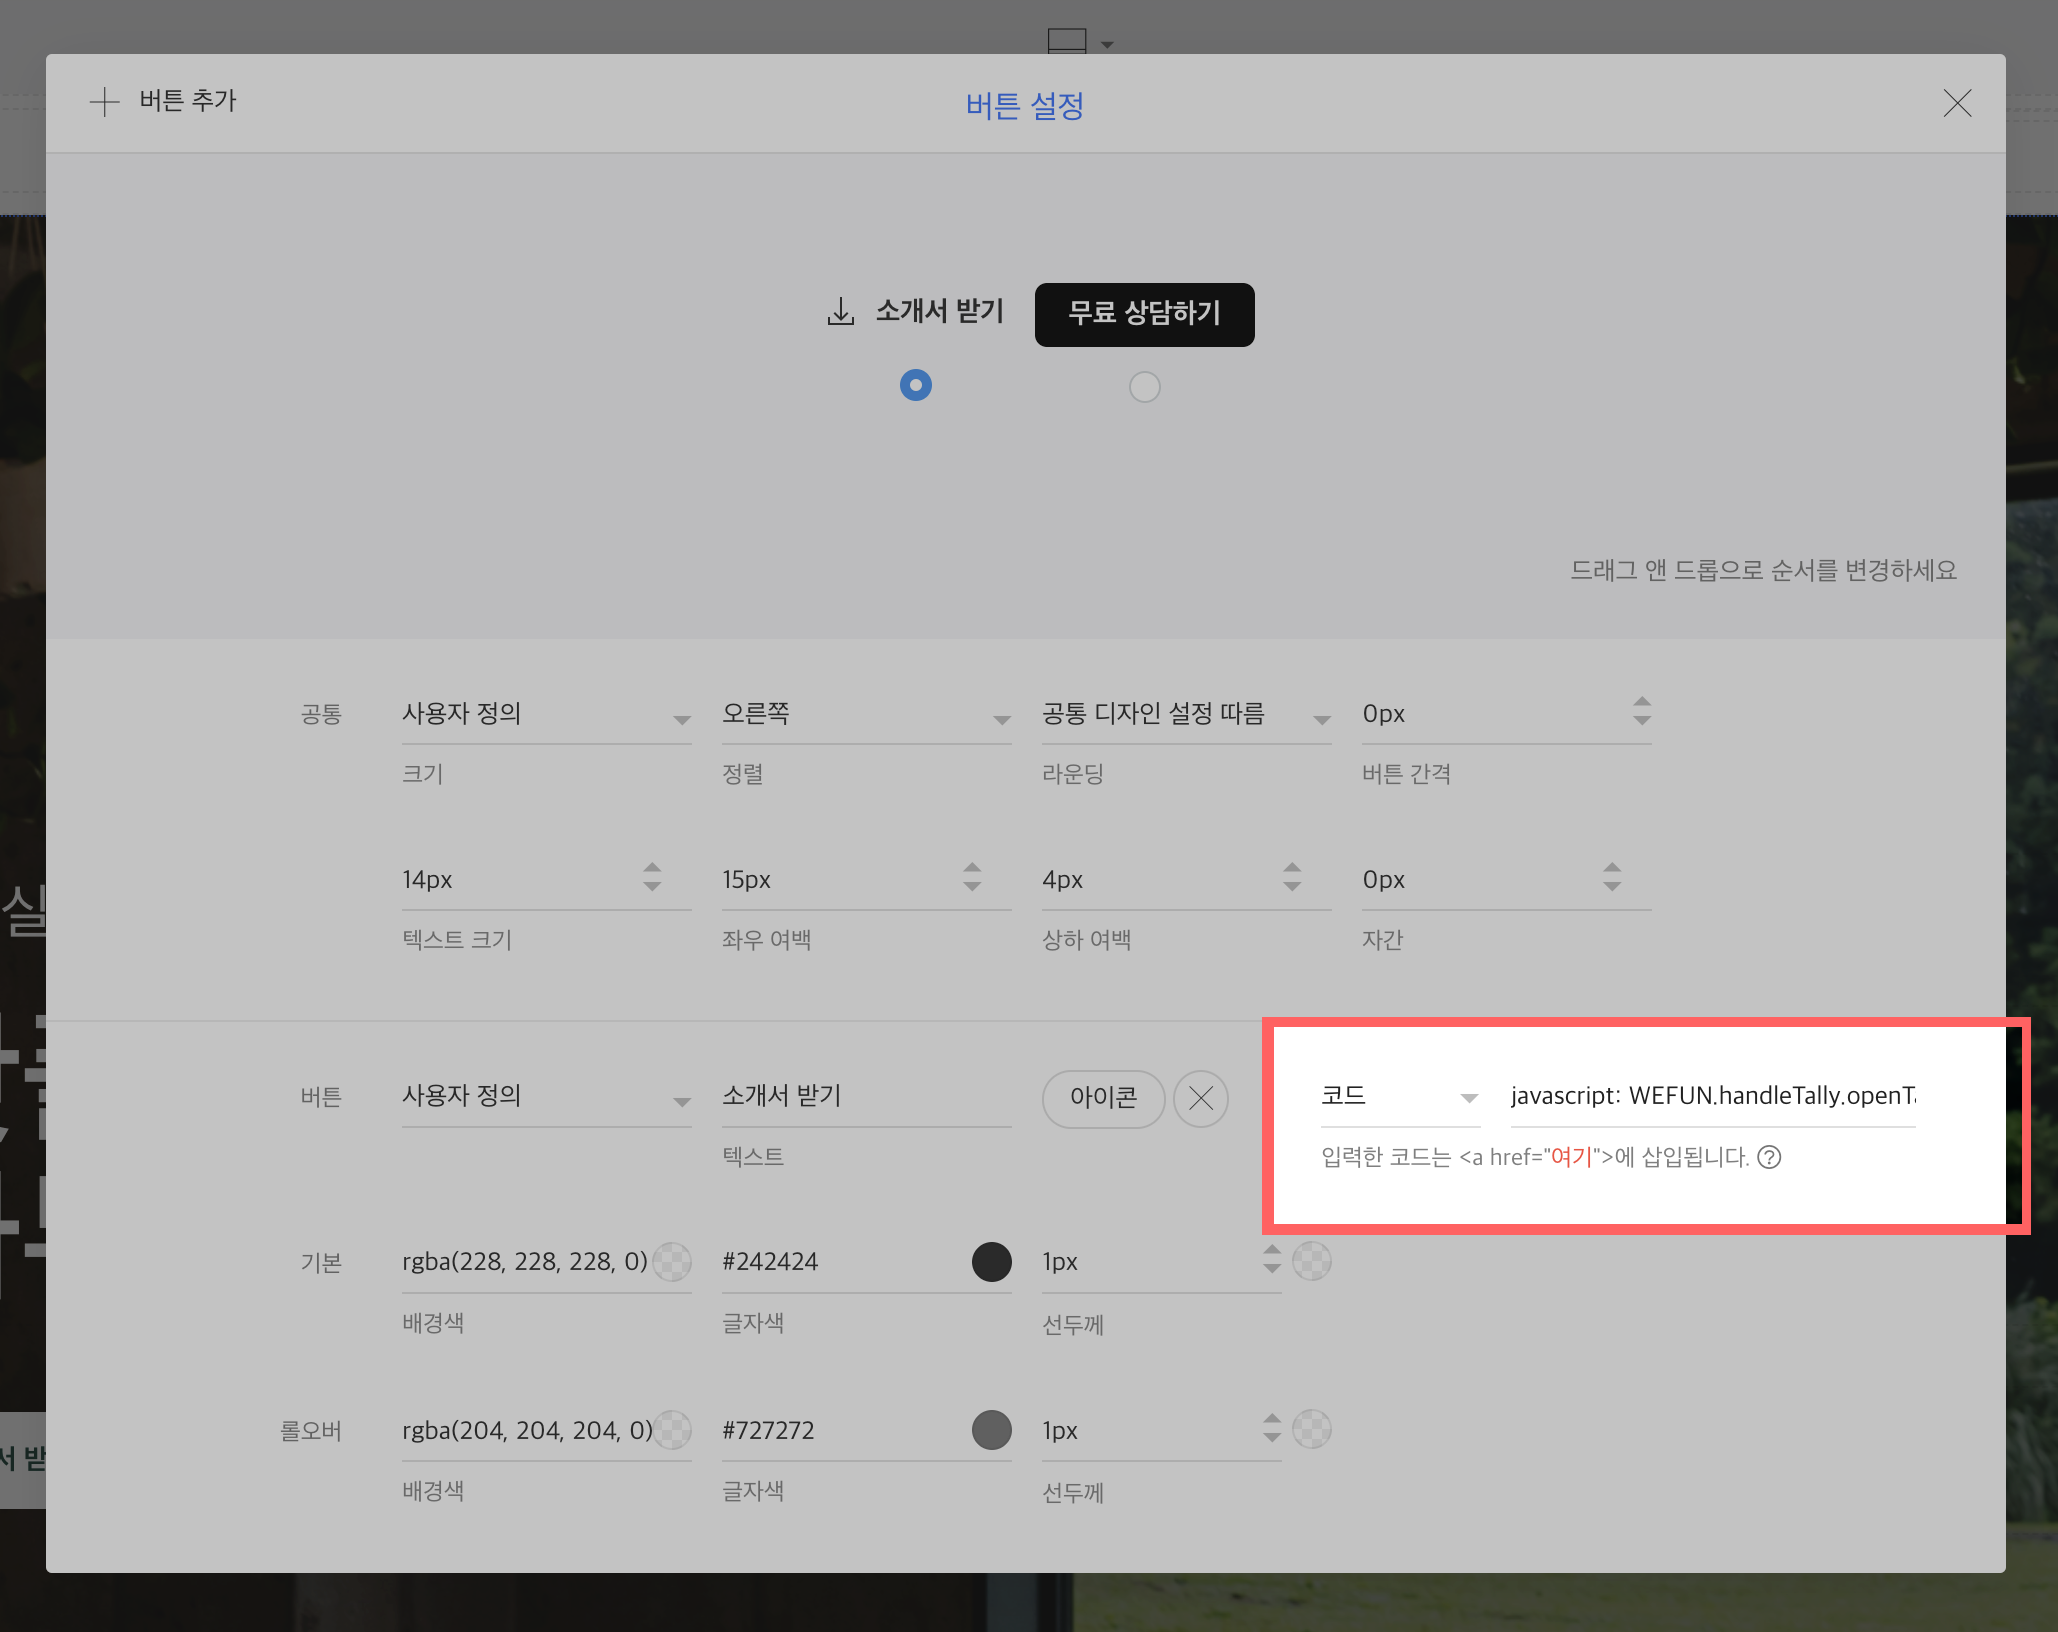 버튼 추가
버튼 설정
소개서 받기
무료 상담하기
드래그 앤 드롭으로 순서를 변경하세요
공통
사용자 정의
오른쪽
공통 디자인 설정 따름
0px
크기
정렬
라운딩
버튼 간격
14px
15px
4px
0px
텍스트 크기
좌우 여백
상하 여백
자간
버튼
사용자 정의
소개서 받기
아이콘
코드
javascript: WEFUN.handleTally.openT
텍스트
입력한 코드는 <a href="여기">에 삽입됩니다.
기본
rgba(228, 228, 228, 0)
#242424
1px
배경색
글자색
선두께
롤오버
rgba(204, 204, 204, 0)
#727272
1px
배경색
글자색
선두께
실
서 받